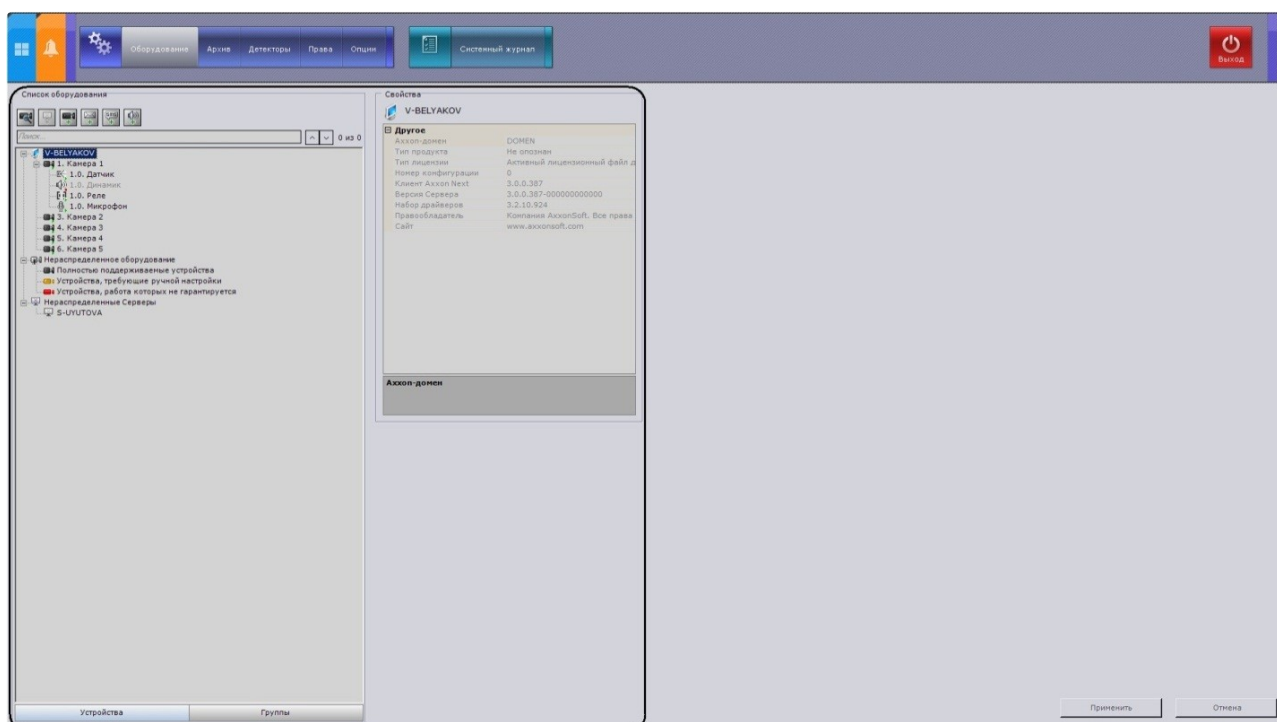 Оборудование Архив Детекторы Права Опции Системный журнал Выход
Список оборудования
Поиск... 0 из 0
V-BELYAKOV
1. Камера 1
1.0. Датчик
1.0. Динамик
1.0. Реле
1.0. Микрофон
3. Камера 2
4. Камера 3
5. Камера 4
6. Камера 5
Нераспределенное оборудование
Полностью поддерживаемые устройства
Устройства, требующие ручной настройки
Устройства, работа которых не гарантируется
Нераспределенные Серверы
S-UYUTOVA
Устройства Группы
Свойства
V-BELYAKOV
Другое
Axxon-домен DOMEN
Тип продукта Не опознан
Тип лицензии Активный лицензионный файл д
Номер конфигурации 0
Клиент Axxon Next 3.0.0.387
Версия Сервера 3.0.0.387-000000000000
Набор драйверов 3.2.10.924
Правообладатель Компания AxxonSoft. Все права
Сайт www.axxonsoft.com
Axxon-домен
Применить Отмена